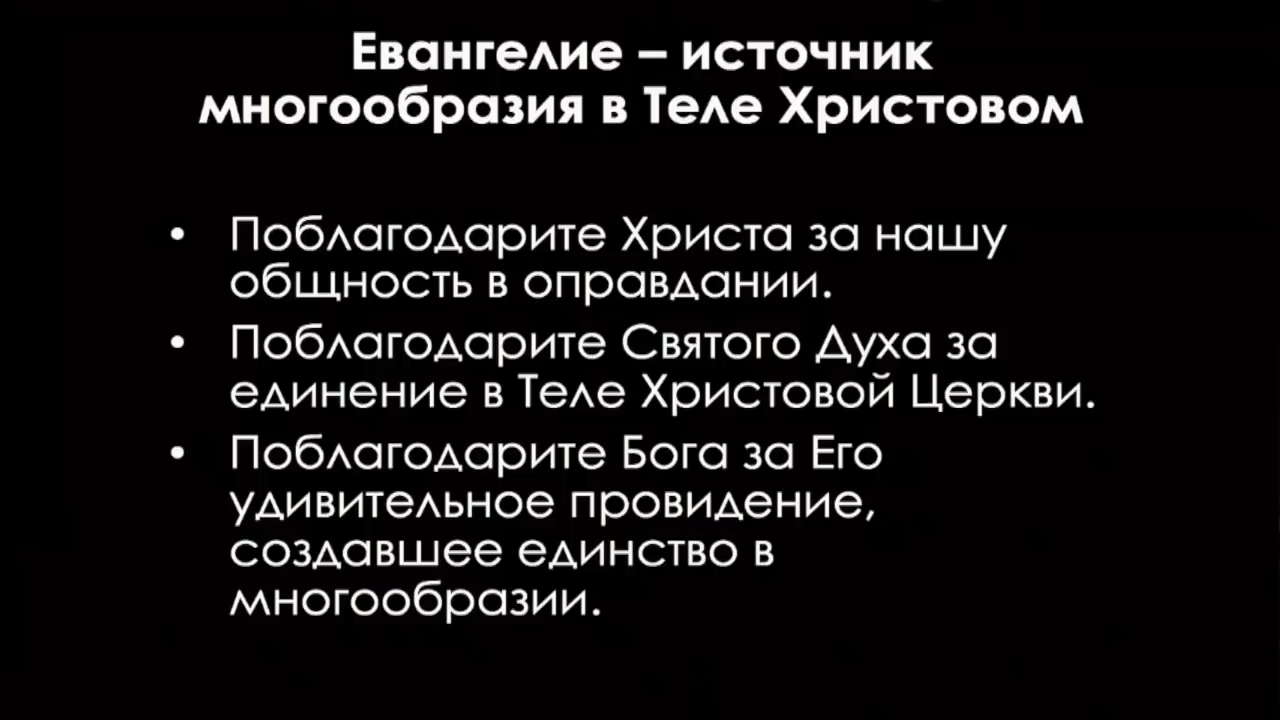 Евангелие – источник
многообразия в Теле Христовом
• Поблагодарите Христа за нашу
общность в оправдании.
• Поблагодарите Святого Духа за
единение в Теле Христовой Церкви.
• Поблагодарите Бога за Его
удивительное провидение,
создавшее единство в
многообразии.